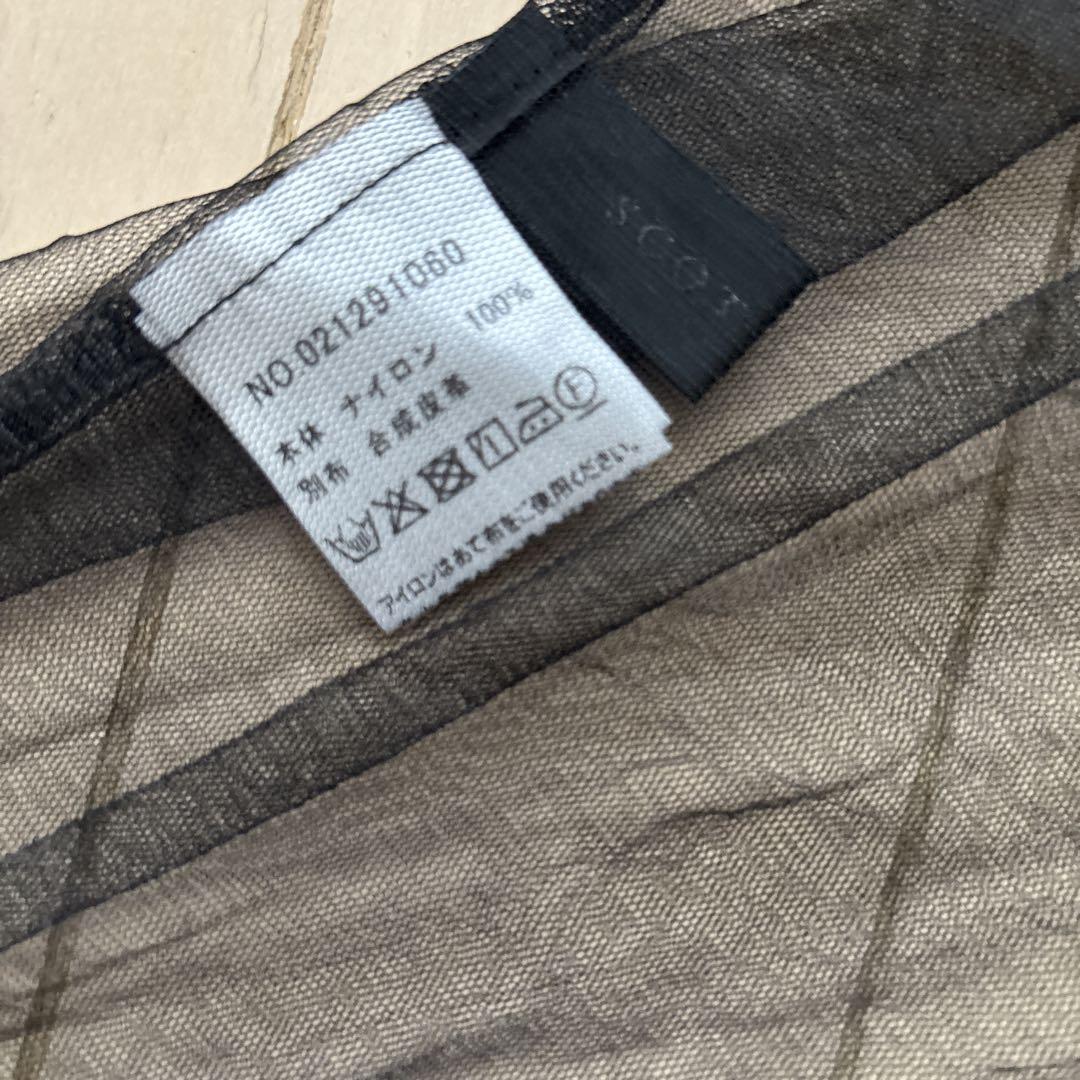 NO.021291060
本体 ナイロン 100%
別布 合成皮革
アイロンはあて布をご使用ください。